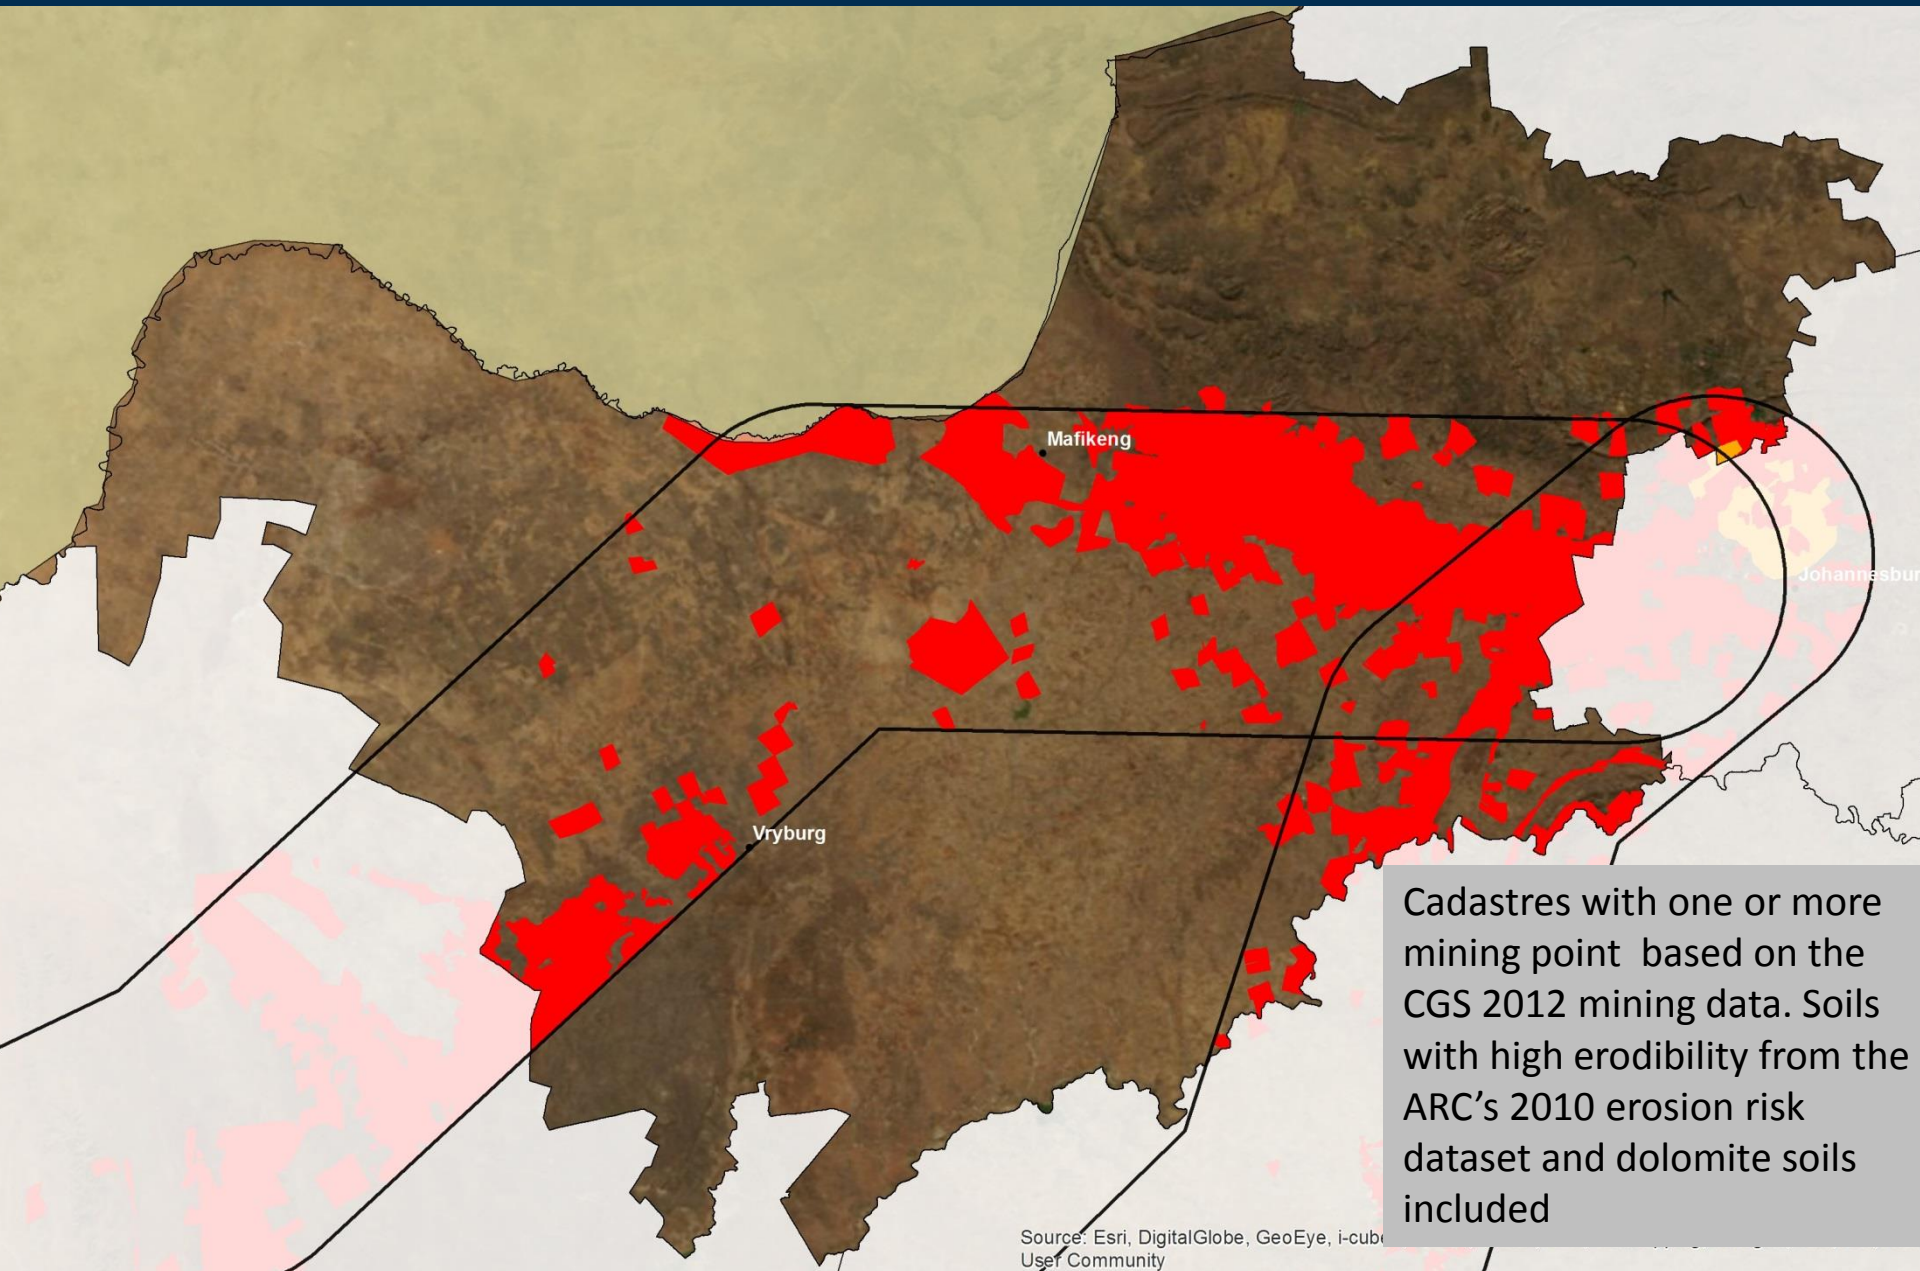 Mafikeng
Johannesbur
Vryburg
Cadastres with one or more
mining point based on the
CGS 2012 mining data. Soils
with high erodibility from the
ARC’s 2010 erosion risk
dataset and dolomite soils
included
Source: Esri, DigitalGlobe, GeoEye, i-cube
User Community